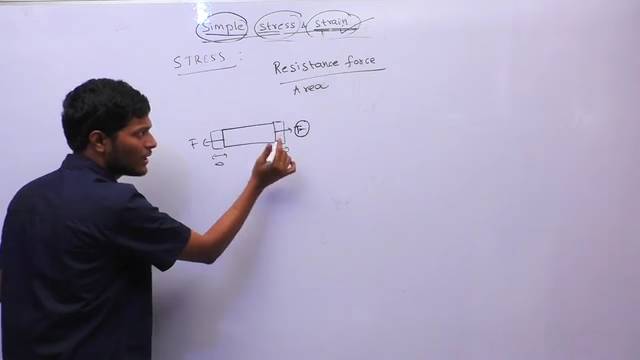 simple stress & strain
STRESS :
Resistance force
Area
F F